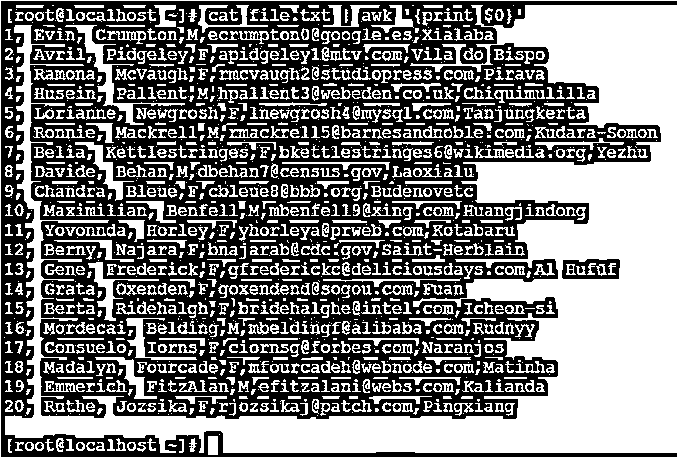 [root@localhost ~]# cat file.txt | awk '{print $0}'
1, Evin, Crumpton,M,ecrumpton0@google.es,Xialaba
2, Avril, Pidgeley,F,apidgeley1@mtv.com,Vila do Bispo
3, Ramona, McVaugh,F,rmcvaugh2@studiopress.com,Pirava
4, Husein, Pallent,M,hpallent3@webeden.co.uk,Chiquimulilla
5, Lorianne, Newgrosh,F,lnewgrosh4@mysql.com,Tanjungkerta
6, Ronnie, Mackrell,M,rmackrell5@barnesandnoble.com,Kudara-Somon
7, Belia, Kettlestringes,F,bkettlestringes6@wikimedia.org,Yezhu
8, Davide, Behan,M,dbehan7@census.gov,Laoxialu
9, Chandra, Bleue,F,cbleue8@bbb.org,Budenovetc
10, Maximilian, Benfell,M,mbenfell9@xing.com,Huangjindong
11, Yovonnda, Horley,F,yhorleya@prweb.com,Kotabaru
12, Berny, Najara,F,bnajarab@cdc.gov,Saint-Herblain
13, Gene, Frederick,F,gfrederickc@deliciousdays.com,Al Hufūf
14, Grata, Oxenden,F,goxendend@sogou.com,Fuan
15, Berta, Ridehalgh,F,bridehalghe@intel.com,Icheon-si
16, Mordecai, Belding,M,mbeldingf@alibaba.com,Rudnyy
17, Consuelo, Iorns,F,ciornsg@forbes.com,Naranjos
18, Madalyn, Fourcade,F,mfourcadeh@webnode.com,Matinha
19, Emmerich, FitzAlan,M,efitzalani@webs.com,Kalianda
20, Ruthe, Jozsika,F,rjozsikaj@patch.com,Pingxiang
[root@localhost ~]#